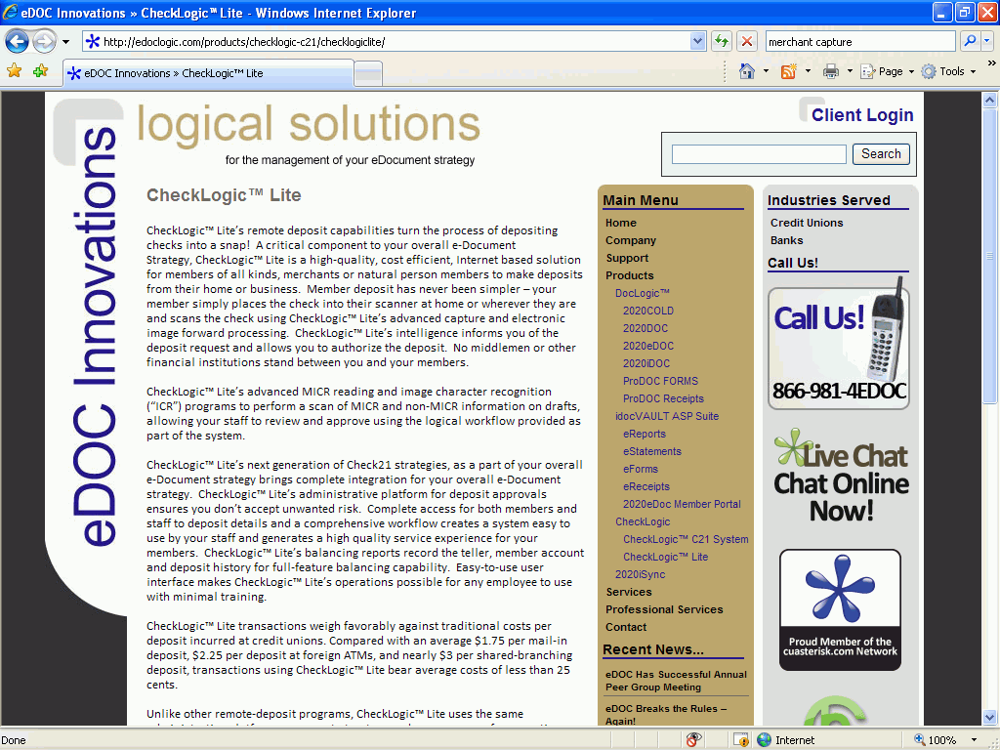 eDOC Innovations » CheckLogic™ Lite - Windows Internet Explorer
http://edoclogic.com/products/checklogic-c21/checklogiclite/
merchant capture
eDOC Innovations » CheckLogic™ Lite
Page
Tools
eDOC Innovations
logical solutions
for the management of your eDocument strategy
Client Login
Search
CheckLogic™ Lite
CheckLogic™ Lite's remote deposit capabilities turn the process of depositing
checks into a snap! A critical component to your overall e-Document
Strategy, CheckLogic™ Lite is a high-quality, cost efficient, Internet based solution
for members of all kinds, merchants or natural person members to make deposits
from their home or business. Member deposit has never been simpler – your
member simply places the check into their scanner at home or wherever they are
and scans the check using CheckLogic™ Lite's advanced capture and electronic
image forward processing. CheckLogic™ Lite's intelligence informs you of the
deposit request and allows you to authorize the deposit. No middlemen or other
financial institutions stand between you and your members.
CheckLogic™ Lite's advanced MICR reading and image character recognition
("ICR") programs to perform a scan of MICR and non-MICR information on drafts,
allowing your staff to review and approve using the logical workflow provided as
part of the system.
CheckLogic™ Lite's next generation of Check21 strategies, as a part of your overall
e-Document strategy brings complete integration for your overall e-Document
strategy. CheckLogic™ Lite's administrative platform for deposit approvals
ensures you don't accept unwanted risk. Complete access for both members and
staff to deposit details and a comprehensive workflow creates a system easy to
use by your staff and generates a high quality service experience for your
members. CheckLogic™ Lite's balancing reports record the teller, member account
and deposit history for full-feature balancing capability. Easy-to-use user
interface makes CheckLogic™ Lite's operations possible for any employee to use
with minimal training.
CheckLogic™ Lite transactions weigh favorably against traditional costs per
deposit incurred at credit unions. Compared with an average $1.75 per mail-in
deposit, $2.25 per deposit at foreign ATMs, and nearly $3 per shared-branching
deposit, transactions using CheckLogic™ Lite bear average costs of less than 25
cents.
Unlike other remote-deposit programs, CheckLogic™ Lite uses the same
Main Menu
Home
Company
Support
Products
DocLogic™
2020COLD
2020DOC
2020eDOC
2020iDOC
ProDOC FORMS
ProDOC Receipts
idocVAULT ASP Suite
eReports
eStatements
eForms
eReceipts
2020eDoc Member Portal
CheckLogic
CheckLogic™ C21 System
CheckLogic™ Lite
2020iSync
Services
Professional Services
Contact
Recent News...
eDOC Has Successful Annual
Peer Group Meeting
eDOC Breaks the Rules –
Again!
Industries Served
Credit Unions
Banks
Call Us!
Call Us!
866-981-4EDOC
Live Chat
Chat Online
Now!
Proud Member of the
cuasterisk.com Network
Done
Internet
100%